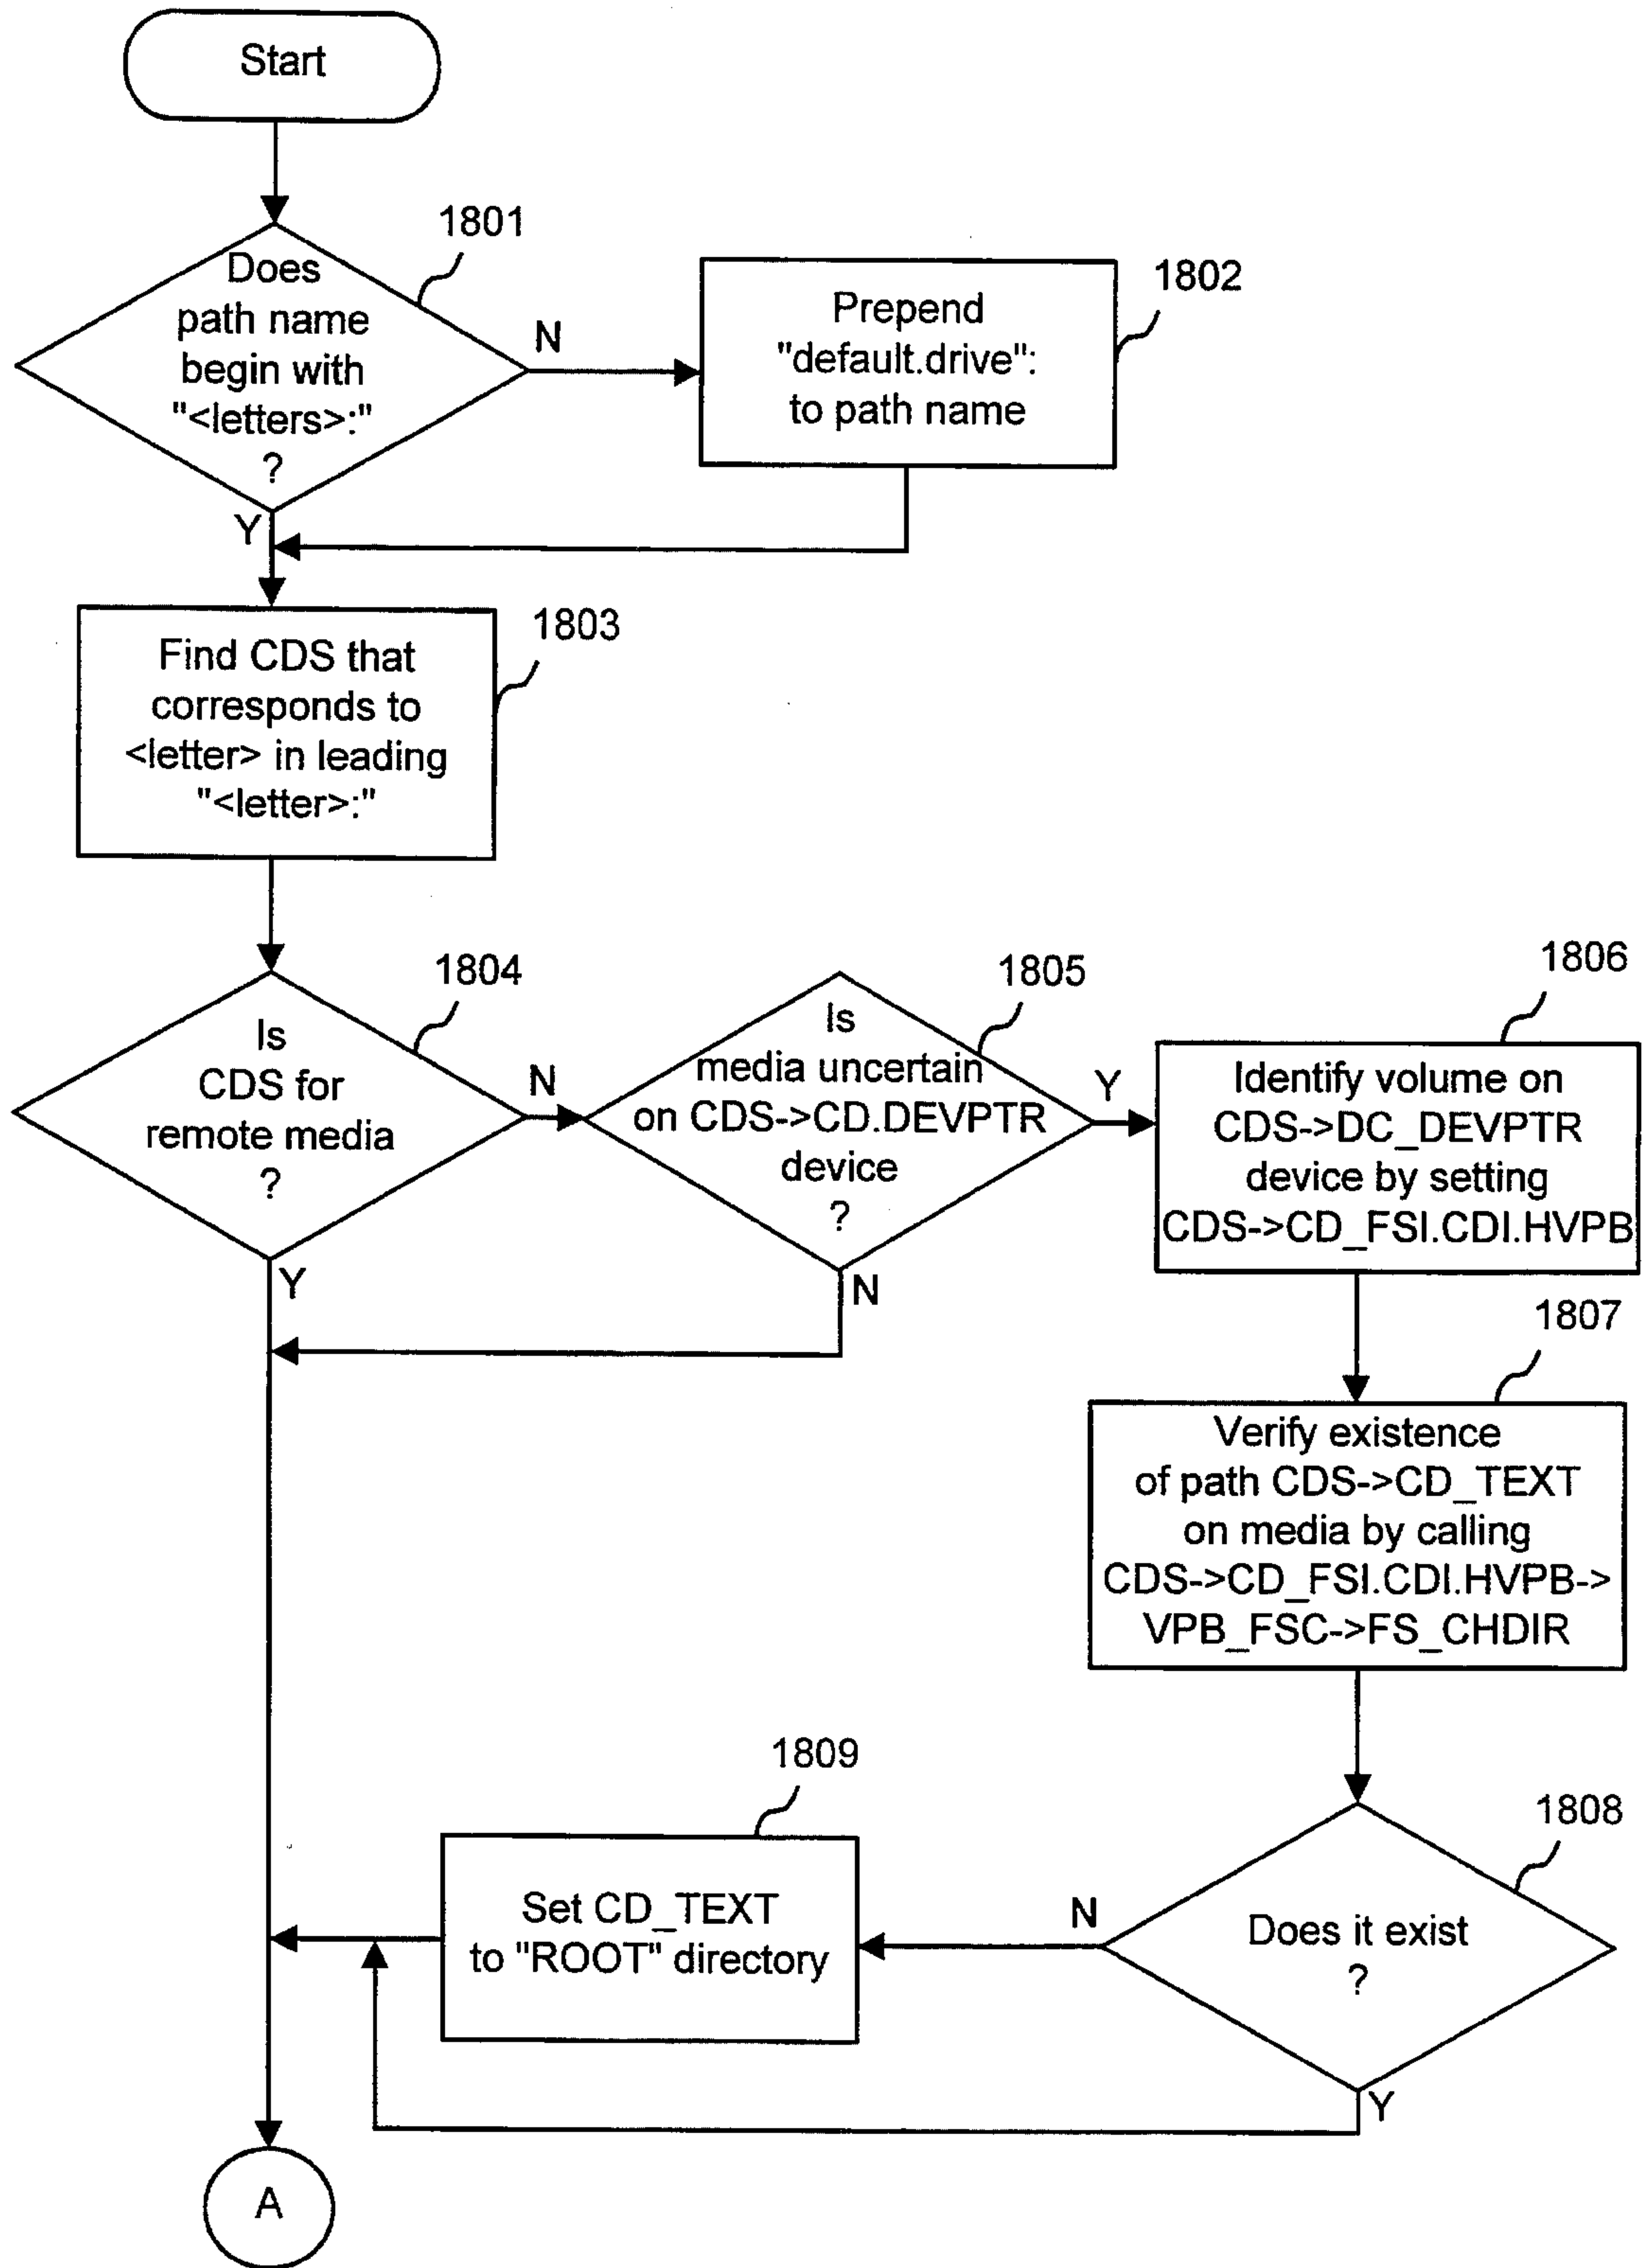 Start
1801
Does
path name
begin with
"<letters>:"
?
N
1802
Prepend
"default.drive":
to path name
Y
1803
Find CDS that
corresponds to
<letter> in leading
"<letter>:"
1804
Is
CDS for
remote media
?
N
Y
1805
Is
media uncertain
on CDS->CD.DEVPTR
device
?
Y
N
1806
Identify volume on
CDS->DC_DEVPTR
device by setting
CDS->CD_FSI.CDI.HVPB
1807
Verify existence
of path CDS->CD_TEXT
on media by calling
CDS->CD_FSI.CDI.HVPB->
VPB_FSC->FS_CHDIR
1808
Does it exist
?
N
Y
1809
Set CD_TEXT
to "ROOT" directory
A